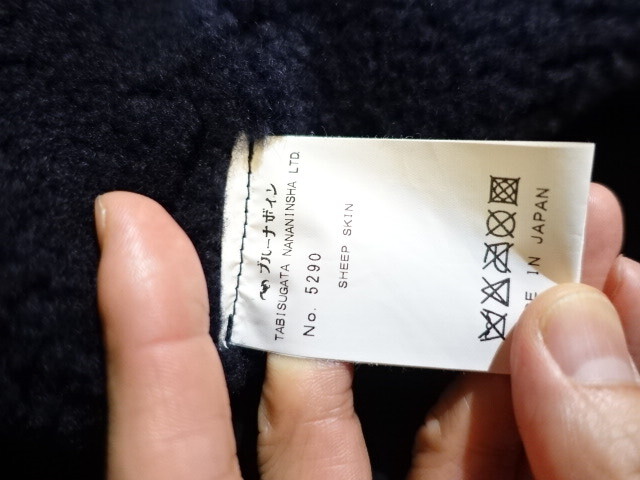 ブルーナボイン
TABISUGATA NANANINSHA LTD.
No. 5290
SHEEP SKIN
E IN JAPAN